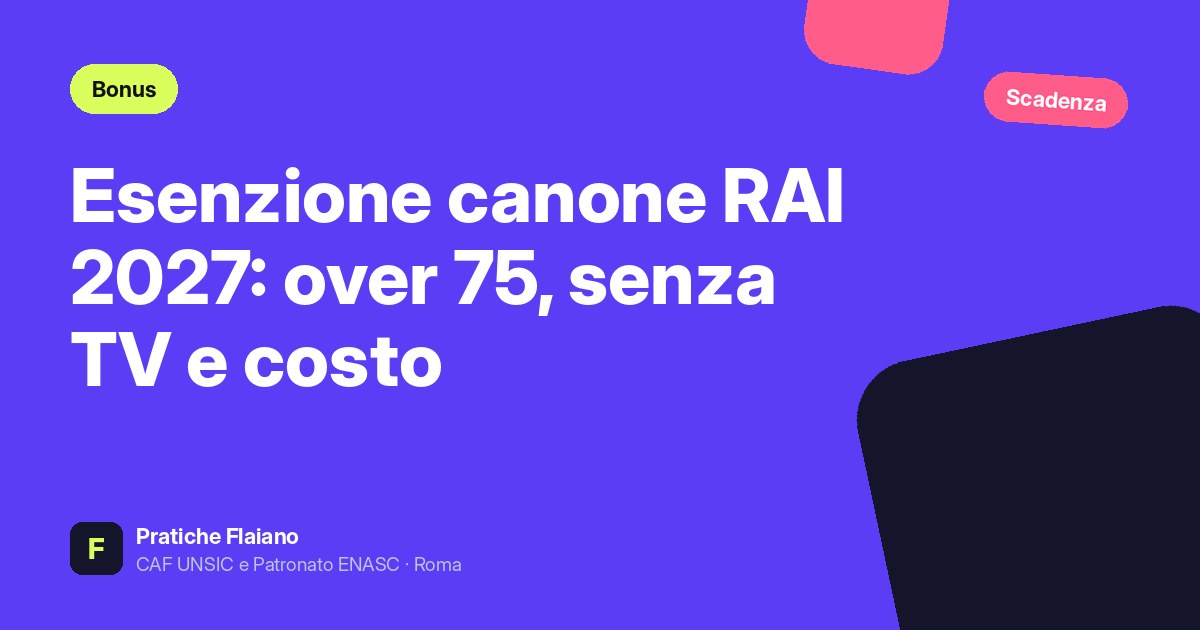 Bonus
Scadenza
Esenzione canone RAI
2027: over 75, senza
TV e costo
F
Pratiche Flaiano
CAF UNSIC e Patronato ENASC · Roma